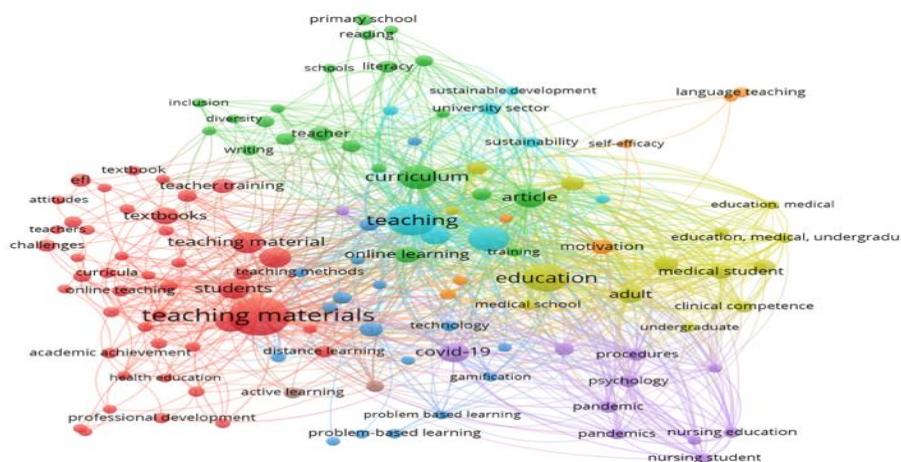 primary school
reading
schools
literacy
sustainable development
language teaching
inclusion
university sector
diversity
teacher
sustainability
self-efficacy
writing
textbook
efl
teacher training
curriculum
article
attitudes
textbooks
teaching
education, medical
teachers
challenges
teaching material
online learning
training
motivation
education, medical, undergradu
curricula
teaching methods
medical student
online teaching
students
education
adult
teaching materials
medical school
clinical competence
technology
undergraduate
academic achievement
distance learning
covid-19
procedures
health education
active learning
gamification
psychology
professional development
problem based learning
pandemic
problem-based learning
pandemics
nursing education
nursing student